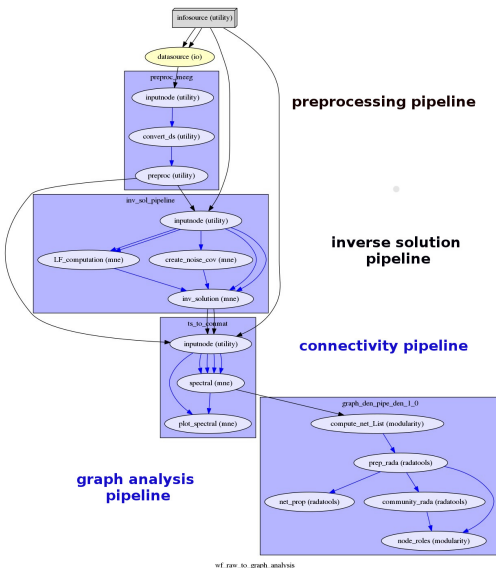 infosource (utility)
datasource (io)
preproc_meeg
inputnode (utility)
preprocessing pipeline
convert_ds (utility)
preproc (utility)
inv_sol_pipeline
inputnode (utility)
inverse solution
pipeline
LF_computation (mne)
create_noise_cov (mne)
inv_solution (mne)
ts_to_conmat
inputnode (utility)
connectivity pipeline
spectral (mne)
graph_den_pipe_den_1_0
plot_spectral (mne)
compute_net_List (modularity)
prep_rada (radatools)
graph analysis
pipeline
net_prop (radatools)
community_rada (radatools)
node_roles (modularity)
wf_raw_to_graph_analysis